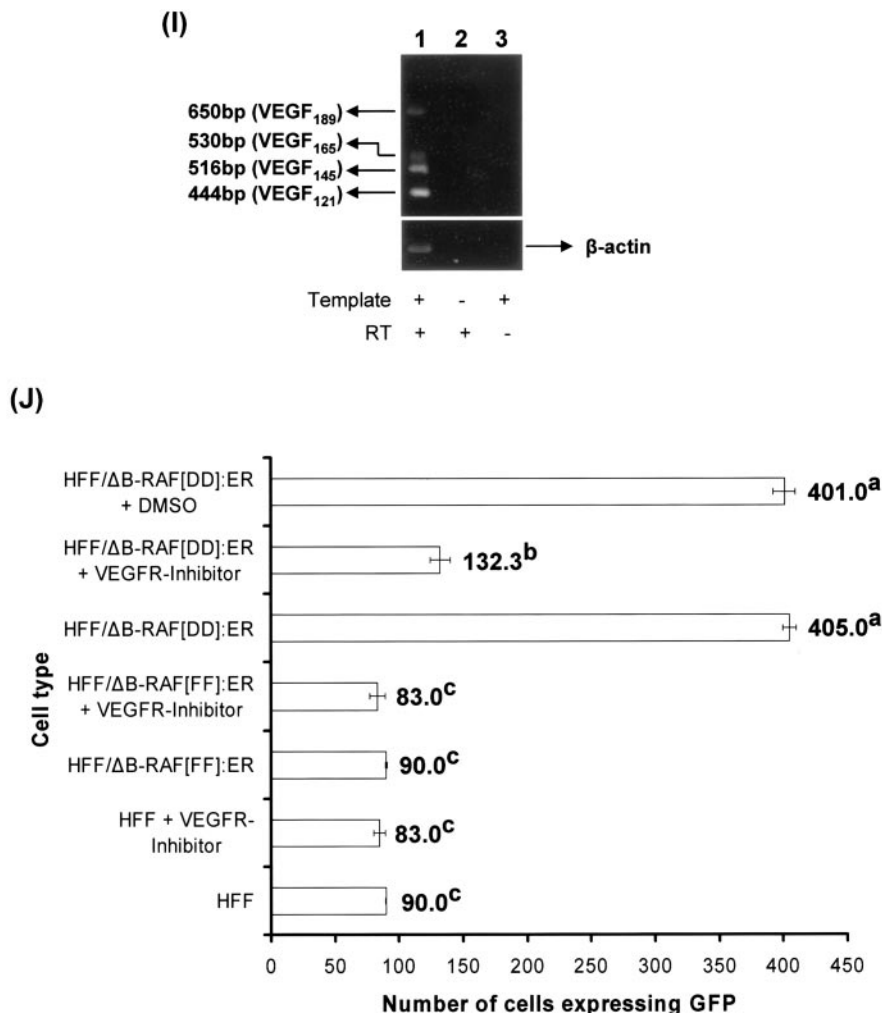 (I)
1 2 3
650bp (VEGF189)
530bp (VEGF165)
516bp (VEGF145)
444bp (VEGF121)
β-actin
Template + - +
RT + + -
(J)
Cell type
HFF/ΔB-RAF[DD]:ER
+ DMSO
401.0a
HFF/ΔB-RAF[DD]:ER
+ VEGFR-Inhibitor
132.3b
HFF/ΔB-RAF[DD]:ER
405.0a
HFF/ΔB-RAF[FF]:ER
+ VEGFR-Inhibitor
83.0c
HFF/ΔB-RAF[FF]:ER
90.0c
HFF + VEGFR-
Inhibitor
83.0c
HFF
90.0c
0 50 100 150 200 250 300 350 400 450
Number of cells expressing GFP